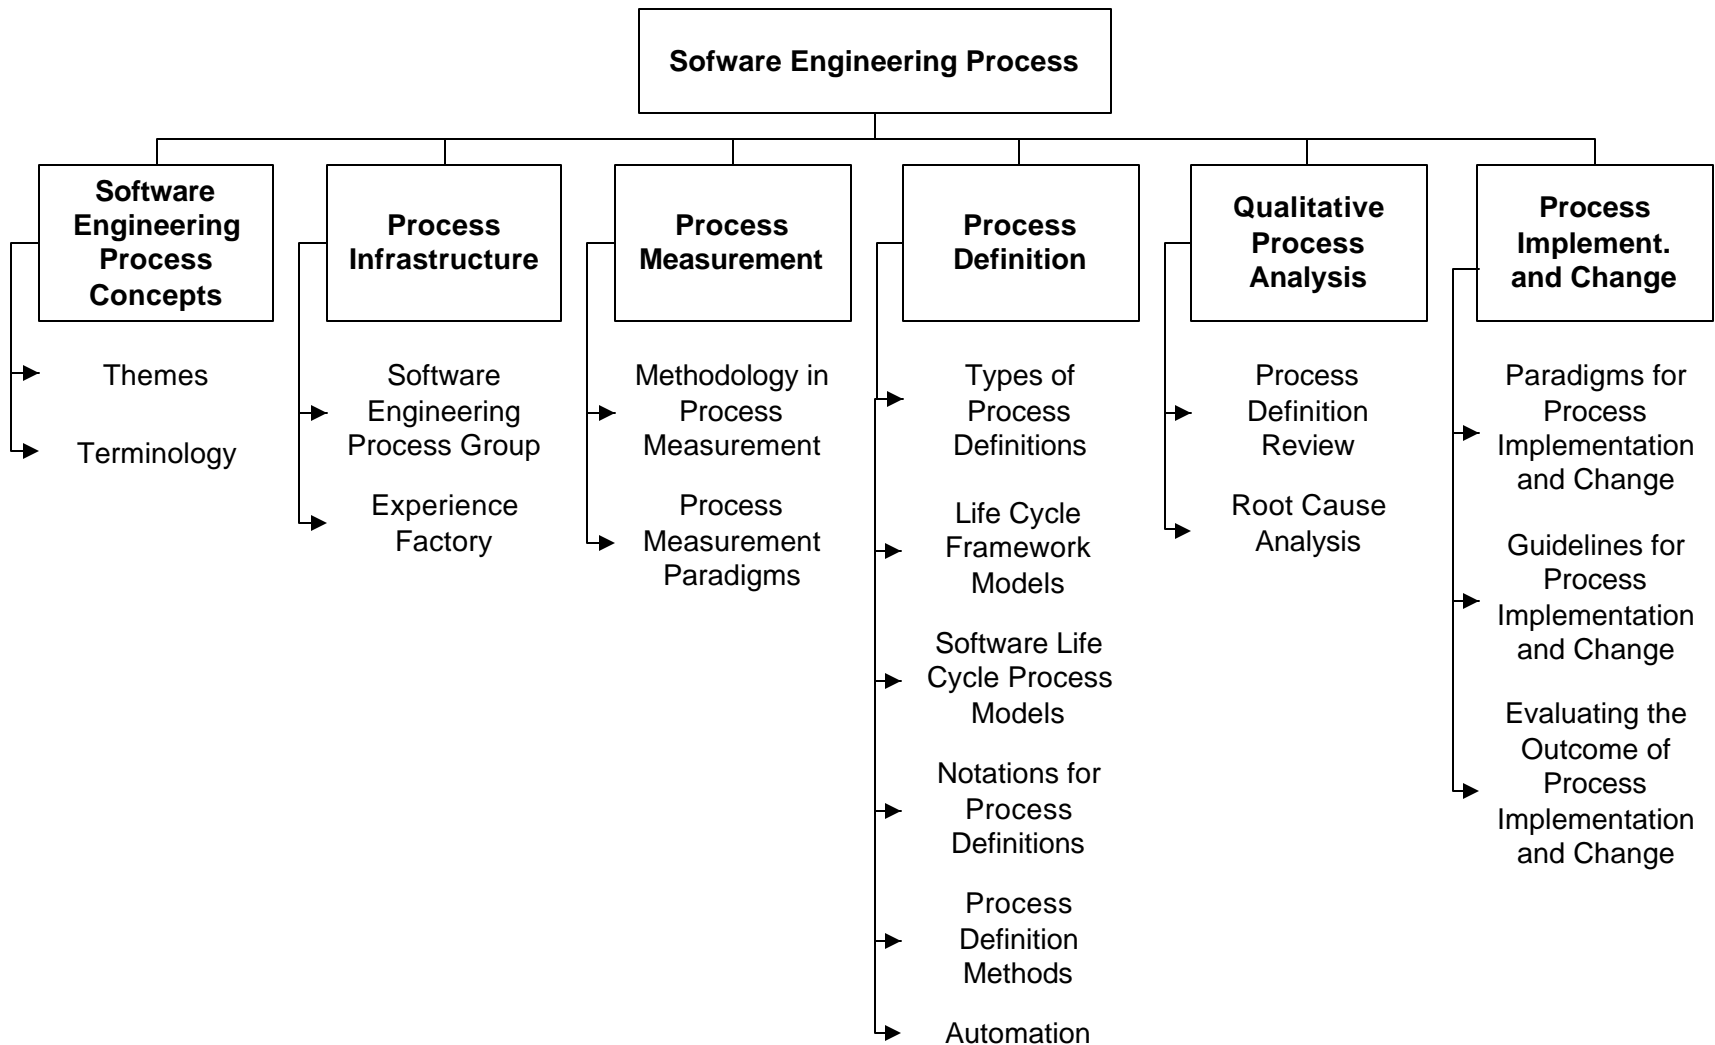 Sofware Engineering Process
Software
Engineering
Process
Concepts
Themes
Terminology
Process
Infrastructure
Software
Engineering
Process Group
Experience
Factory
Process
Measurement
Methodology in
Process
Measurement
Process
Measurement
Paradigms
Process
Definition
Types of
Process
Definitions
Life Cycle
Framework
Models
Software Life
Cycle Process
Models
Notations for
Process
Definitions
Process
Definition
Methods
Automation
Qualitative
Process
Analysis
Process
Definition
Review
Root Cause
Analysis
Process
Implement.
and Change
Paradigms for
Process
Implementation
and Change
Guidelines for
Process
Implementation
and Change
Evaluating the
Outcome of
Process
Implementation
and Change